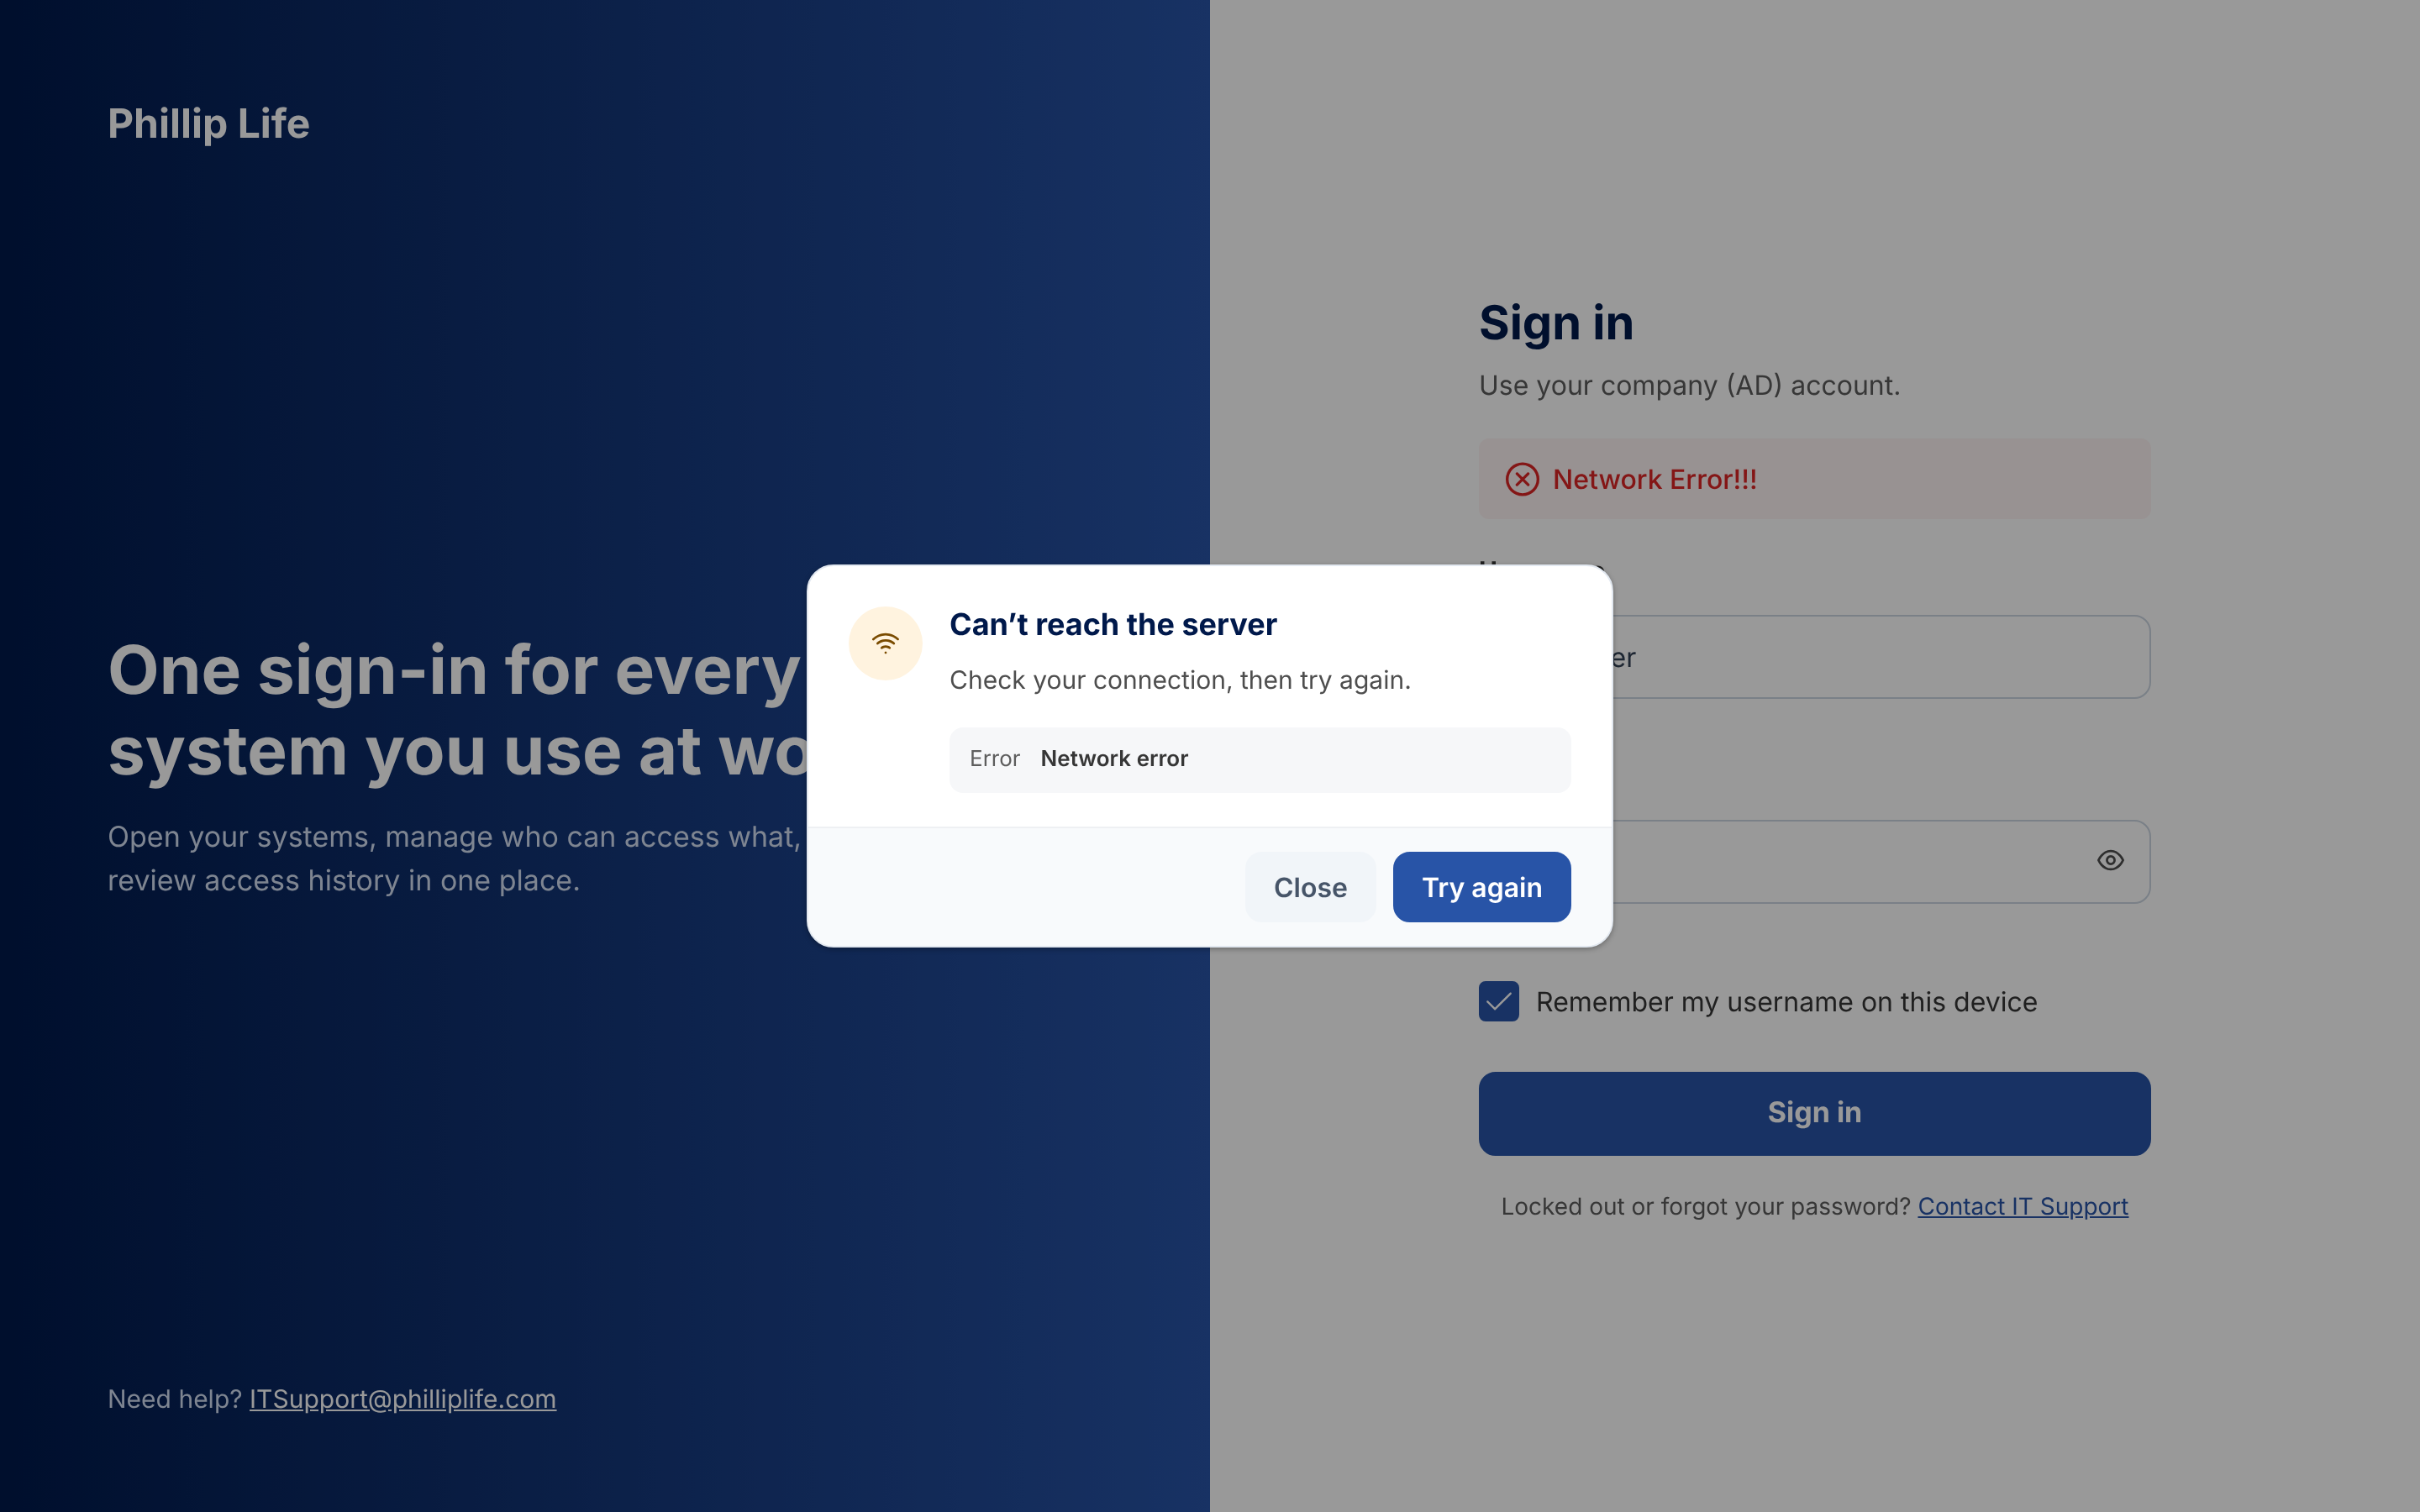 Phillip Life
One sign-in for every
system you use at
Open your systems, manage who can access what,
review access history in one place.
Need help? ITSupport@philliplife.com
Sign in
Use your company (AD) account.
Network Error!!!
Can’t reach the server
Check your connection, then try again.
Error Network error
Close Try again
Remember my username on this device
Sign in
Locked out or forgot your password? Contact IT Support